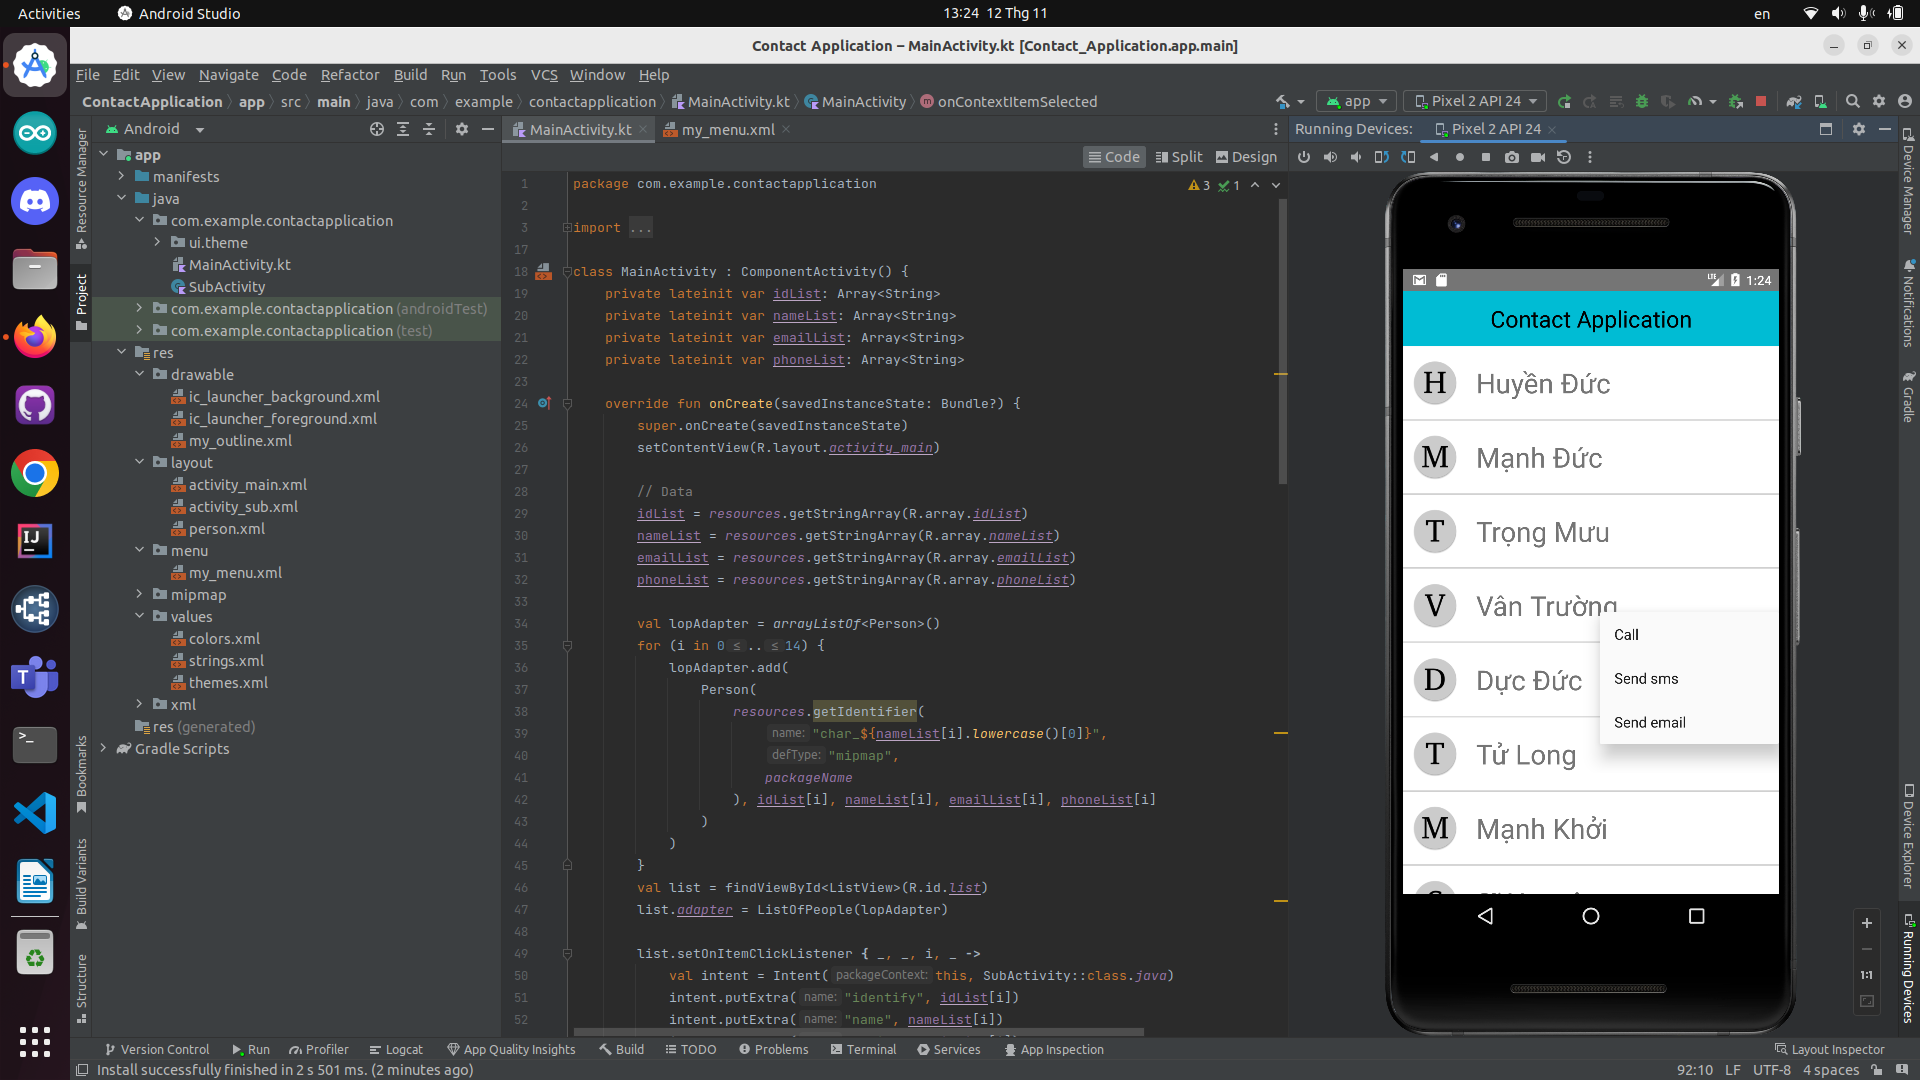 Activities
Android Studio
13:24 12 Thg 11
en
Contact Application – MainActivity.kt [Contact_Application.app.main]
File Edit View Navigate Code Refactor Build Run Tools VCS Window Help
ContactApplication app src main java com example contactapplication MainActivity.kt MainActivity onContextItemSelected
app
Pixel 2 API 24
Resource Manager
Project
Bookmarks
Build Variants
Structure
Android
app
manifests
java
com.example.contactapplication
ui.theme
MainActivity.kt
SubActivity
com.example.contactapplication (androidTest)
com.example.contactapplication (test)
res
drawable
ic_launcher_background.xml
ic_launcher_foreground.xml
my_outline.xml
layout
activity_main.xml
activity_sub.xml
person.xml
menu
my_menu.xml
mipmap
values
colors.xml
strings.xml
themes.xml
xml
res (generated)
Gradle Scripts
MainActivity.kt
my_menu.xml
Code Split Design
3 1
1 package com.example.contactapplication
2
3 import ...
17
18 class MainActivity : ComponentActivity() {
19 private lateinit var idList: Array<String>
20 private lateinit var nameList: Array<String>
21 private lateinit var emailList: Array<String>
22 private lateinit var phoneList: Array<String>
23
24 override fun onCreate(savedInstanceState: Bundle?) {
25 super.onCreate(savedInstanceState)
26 setContentView(R.layout.activity_main)
27
28 // Data
29 idList = resources.getStringArray(R.array.idList)
30 nameList = resources.getStringArray(R.array.nameList)
31 emailList = resources.getStringArray(R.array.emailList)
32 phoneList = resources.getStringArray(R.array.phoneList)
33
34 val lopAdapter = arrayListOf<Person>()
35 for (i in 0 ≤ .. ≤ 14) {
36 lopAdapter.add(
37 Person(
38 resources.getIdentifier(
39 name: "char_${nameList[i].lowercase()[0]}",
40 defType: "mipmap",
41 packageName
42 ), idList[i], nameList[i], emailList[i], phoneList[i]
43 )
44 )
45 }
46 val list = findViewById<ListView>(R.id.list)
47 list.adapter = ListOfPeople(lopAdapter)
48
49 list.setOnItemClickListener { _, _, i, _ ->
50 val intent = Intent( packageContext: this, SubActivity::class.java)
51 intent.putExtra( name: "identify", idList[i])
52 intent.putExtra( name: "name", nameList[i])
Running Devices:
Pixel 2 API 24
LTE
1:24
Contact Application
H Huyền Đức
M Mạnh Đức
T Trọng Mưu
V Vân Trường
D Dực Đức
T Tử Long
M Mạnh Khởi
Call
Send sms
Send email
1:1
Device Manager
Notifications
Gradle
Device Explorer
Running Devices
Version Control Run Profiler Logcat App Quality Insights Build TODO Problems Terminal Services App Inspection
Layout Inspector
Install successfully finished in 2 s 501 ms. (2 minutes ago)
92:10 LF UTF-8 4 spaces